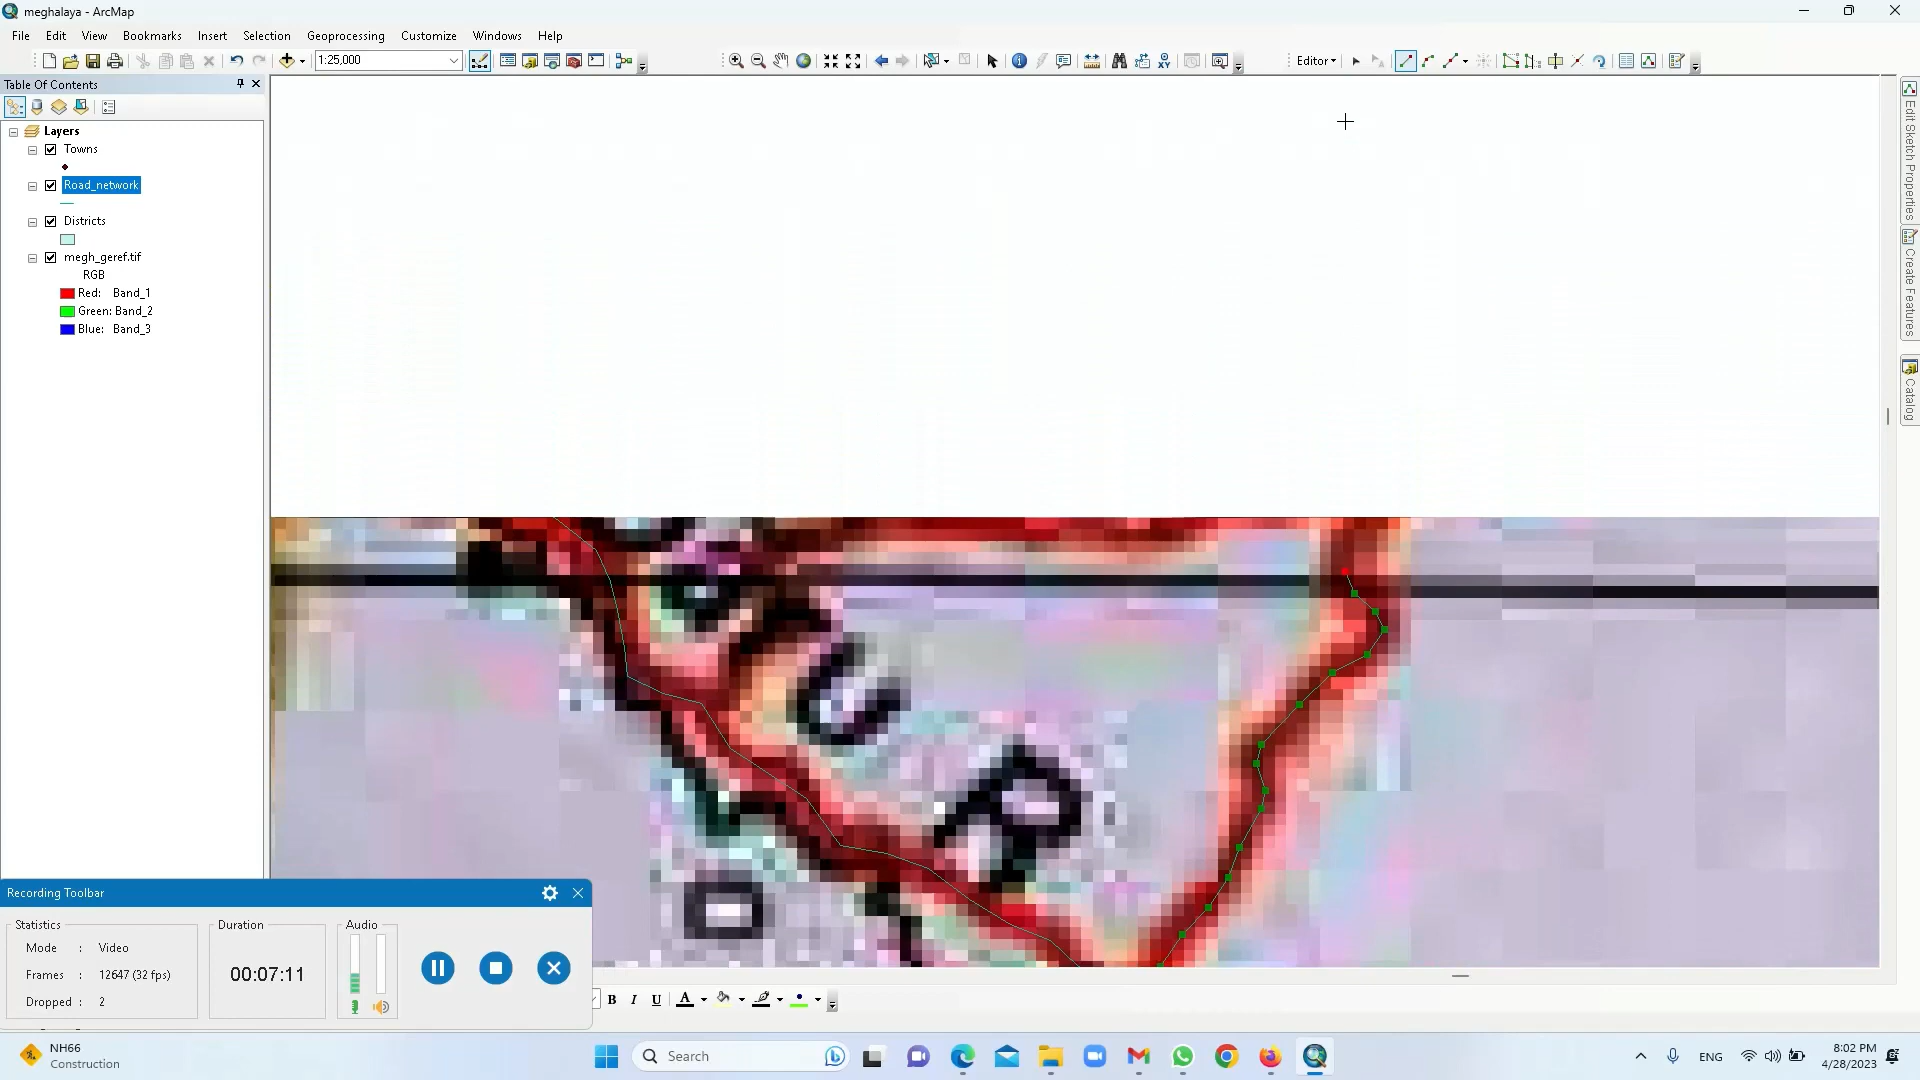 meghalaya - ArcMap
File Edit View Bookmarks Insert Selection Geoprocessing Customize Windows Help
1:25,000
Editor
Table Of Contents
Layers
Towns
Road_network
Districts
megh_geref.tif
RGB
Red: Band_1
Green: Band_2
Blue: Band_3
Edit Sketch Properties
Create Features
Catalog
U
R
O
Recording Toolbar
Statistics
Mode : Video
Frames : 12647 (32 fps)
Dropped : 2
Duration
00:07:11
Audio
B I U A
NH66
Construction
Search
ENG
8:02 PM
4/28/2023